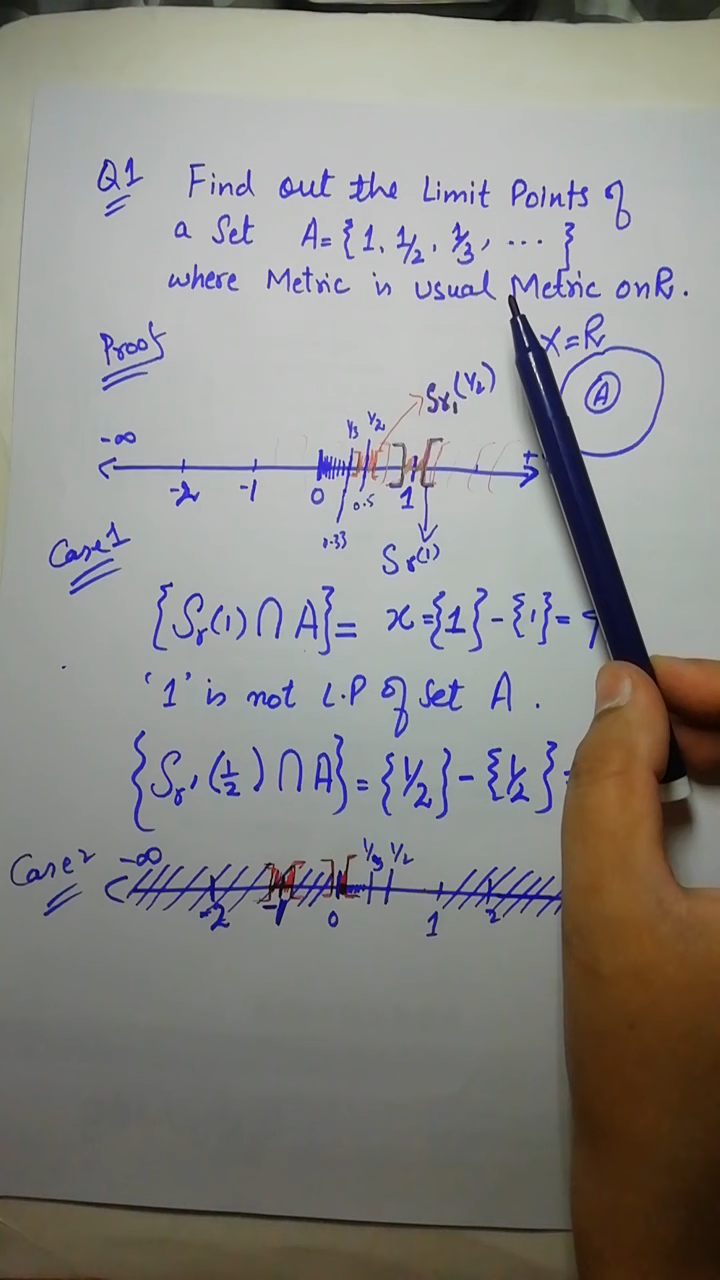 Q1 Find out the Limit Points of
a Set A = {1, 1/2, 1/3, ... }
where Metric is usual Metric on R.
Proof
X = R
A
Sr₁(1/2)
1/3 1/2
-∞ +
-2 -1 0 0.5 1
0.33
Sr(1)
Case 1
{Sr(1) ∩ A} = x = {1} - {1} =
'1' is not L.P of set A.
{Sr'(1/2) ∩ A} = {1/2} - {1/2} =
Case 2
-∞ 1/3 1/2
-2 -1 0 1 2